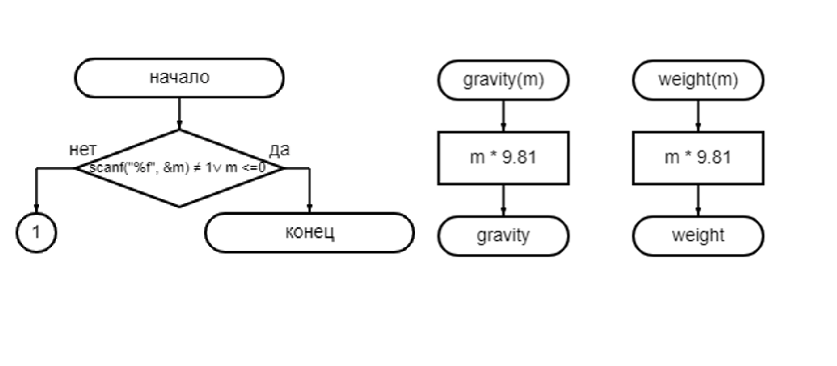 начало
нет
да
scanf("%f", &m) ≠ 1∨ m <=0
1
конец
gravity(m)
m * 9.81
gravity
weight(m)
m * 9.81
weight